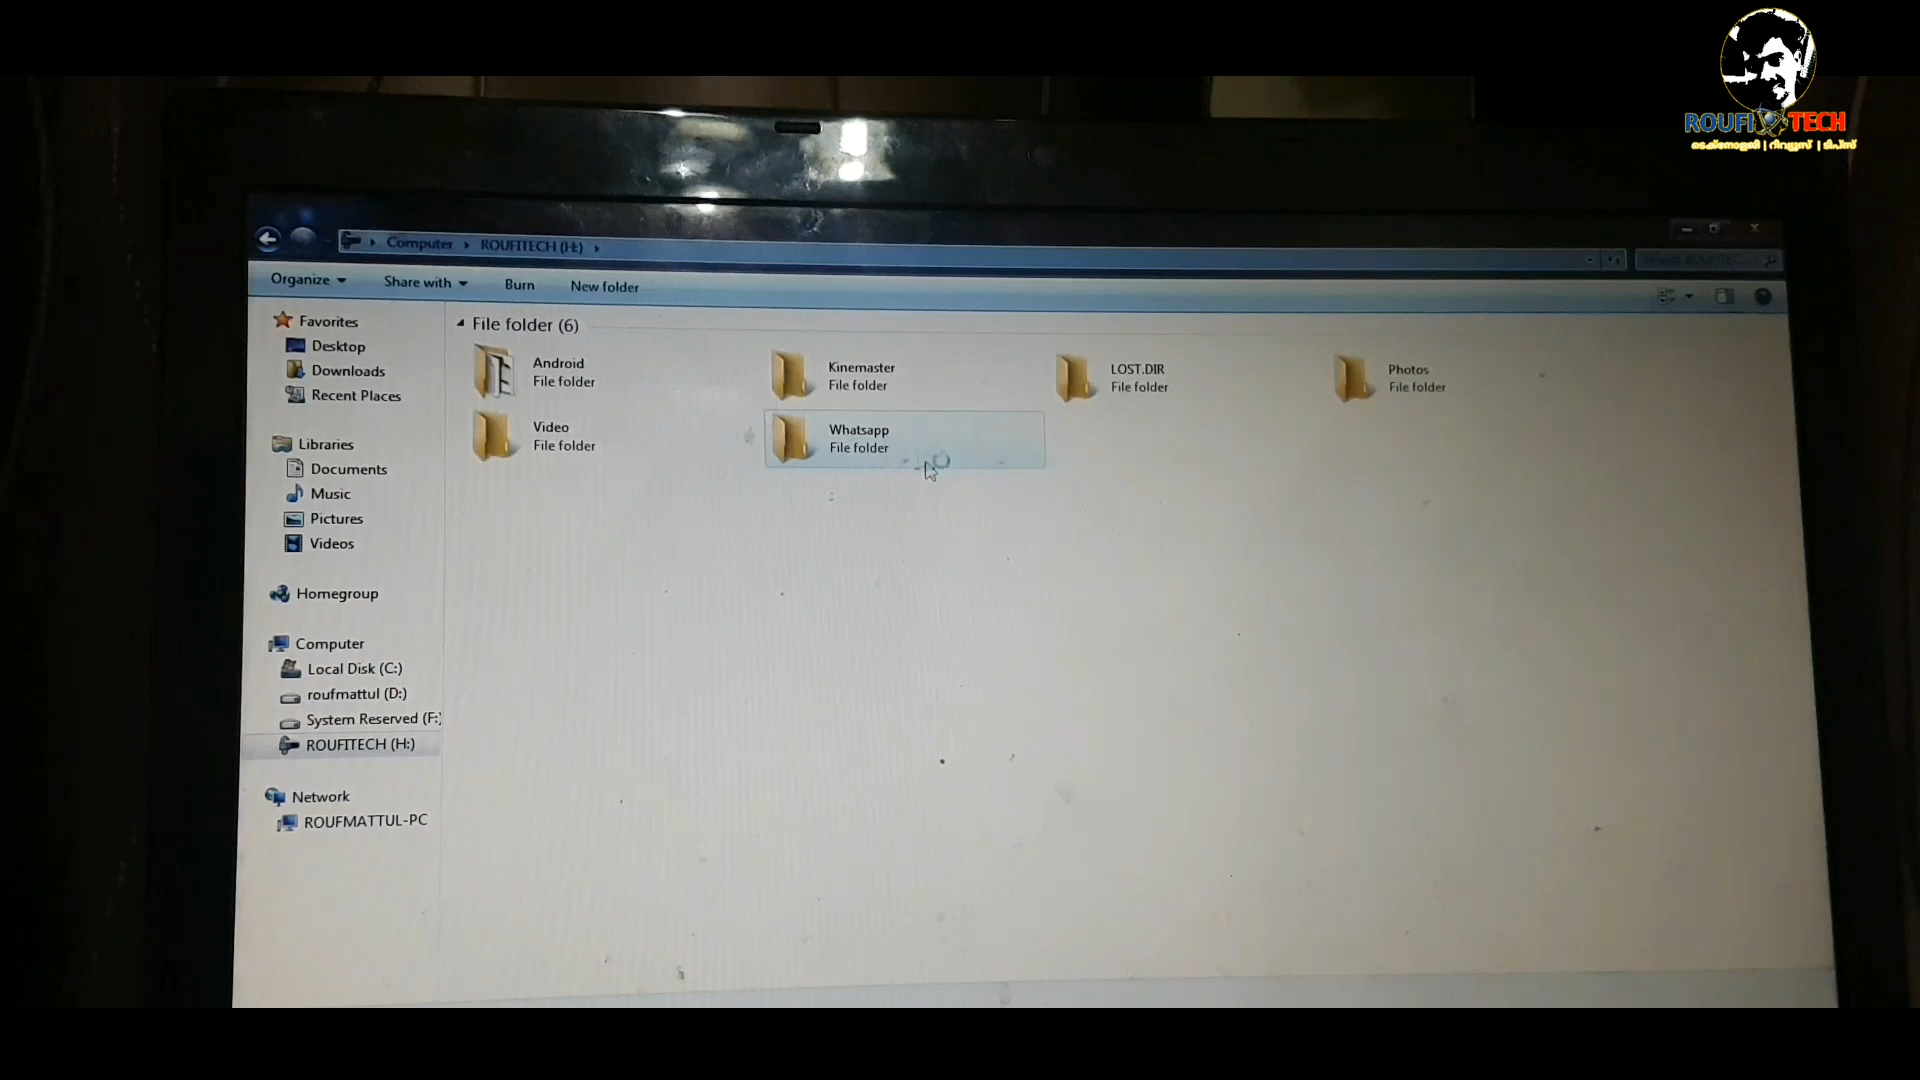 ROUFI TECH
ടെക്നോളജി | റിവ്യൂസ് | ടിപ്സ്
Computer
ROUFITECH (H:)
Organize
Share with
Burn
New folder
Favorites
Desktop
Downloads
Recent Places
Libraries
Documents
Music
Pictures
Videos
Homegroup
Computer
Local Disk (C:)
roufmattul (D:)
System Reserved (F:)
ROUFITECH (H:)
Network
ROUFMATTUL-PC
File folder (6)
Android
File folder
Kinemaster
File folder
LOST.DIR
File folder
Photos
File folder
Video
File folder
Whatsapp
File folder